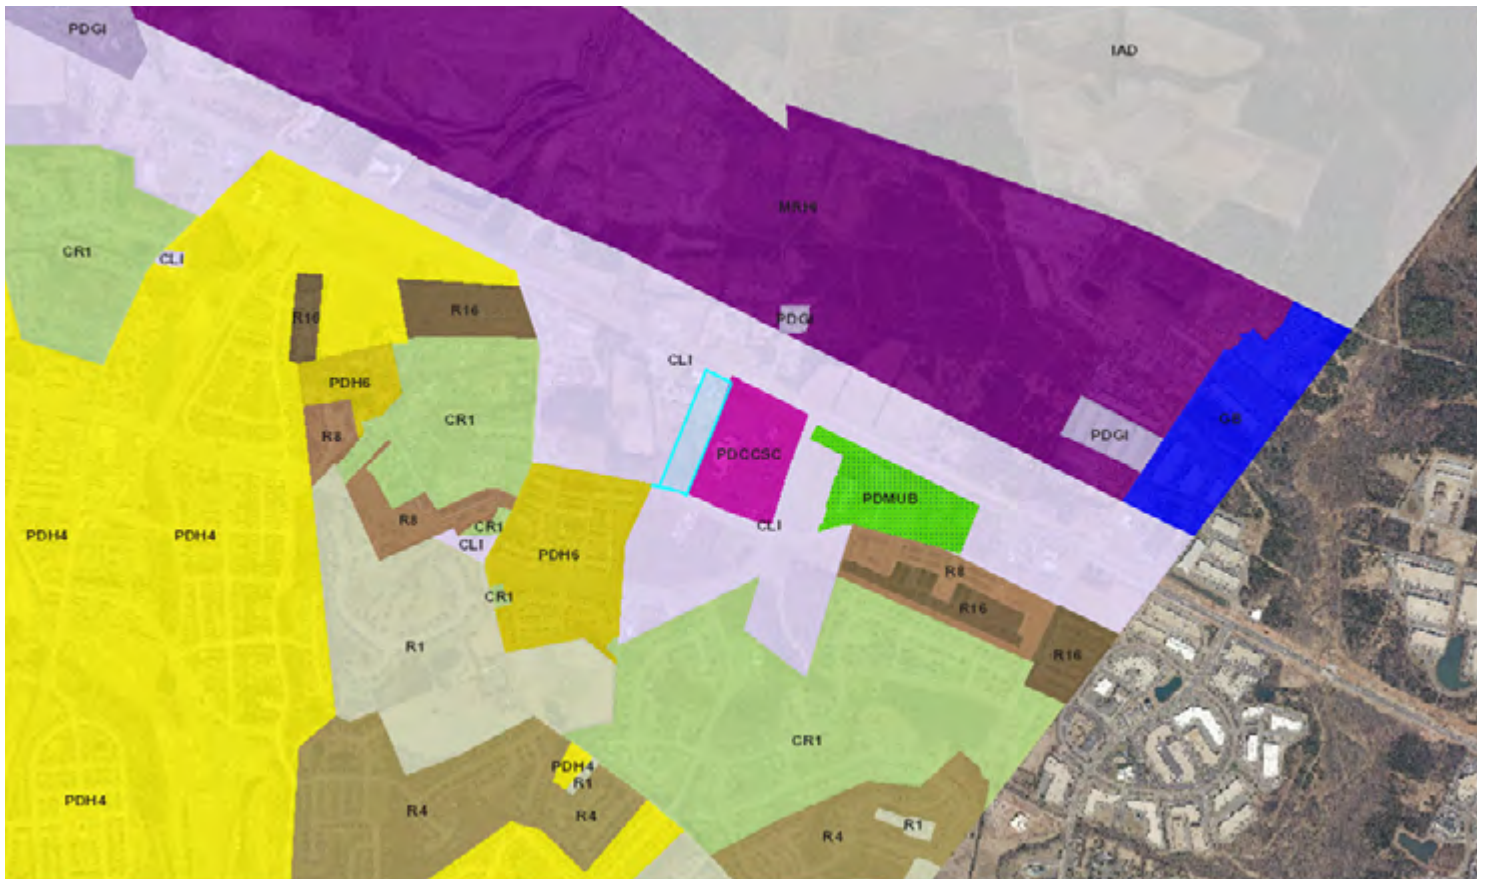 PDGI
IAD
MRHI
CR1
CLI
R16
R16
PDGI
CLI
PDH6
CR1
R8
PDGI
GB
PDCCSC
PDMUB
R8
CR1
CLI
CLI
PDH4
PDH4
PDH6
R8
CR1
R16
R1
R16
CR1
PDH4
R1
PDH4
R4
R4
R4
R1